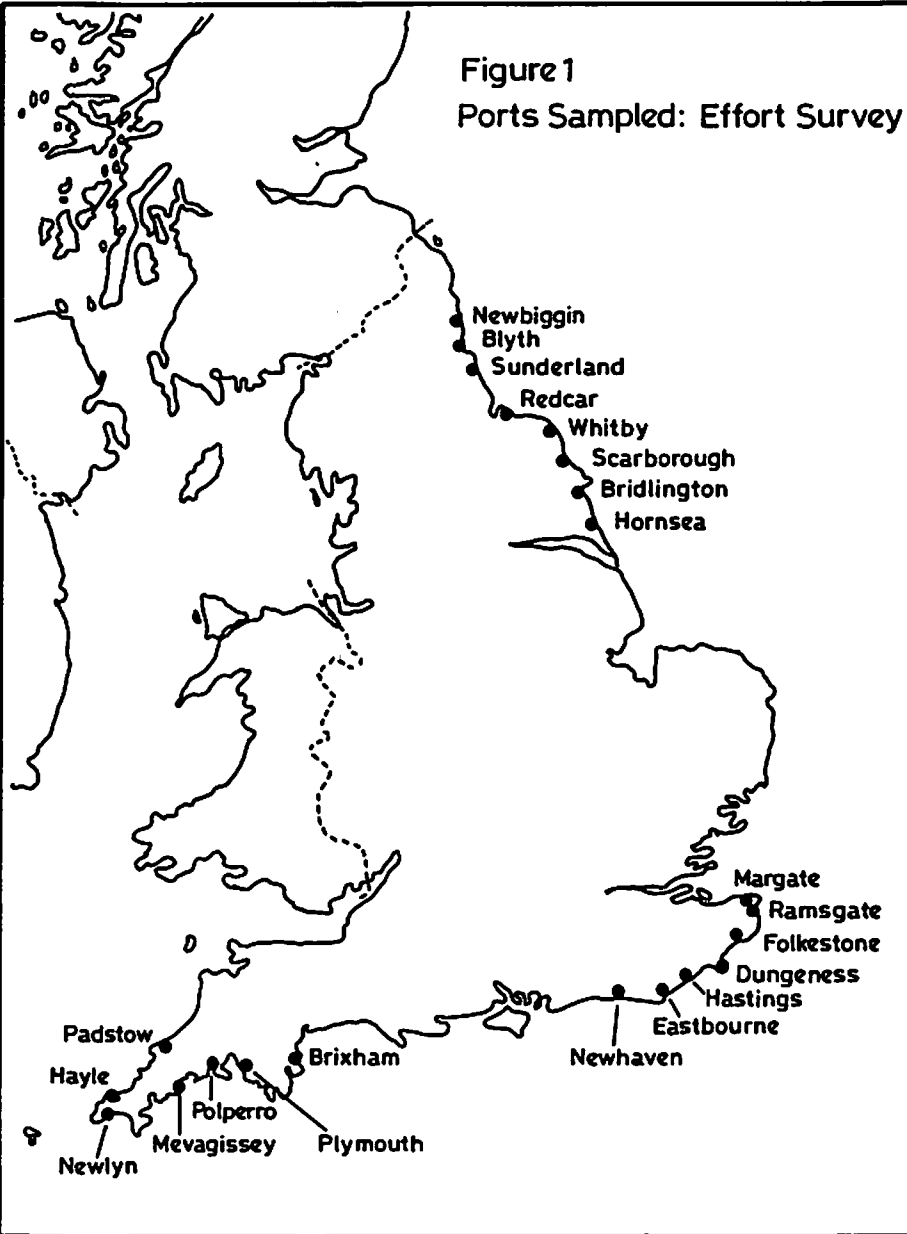 Figure 1
Ports Sampled: Effort Survey
Newbiggin
Blyth
Sunderland
Redcar
Whitby
Scarborough
Bridlington
Hornsea
Margate
Ramsgate
Folkestone
Dungeness
Hastings
Eastbourne
Newhaven
Padstow
Brixham
Hayle
Polperro
Plymouth
Mevagissey
Newlyn